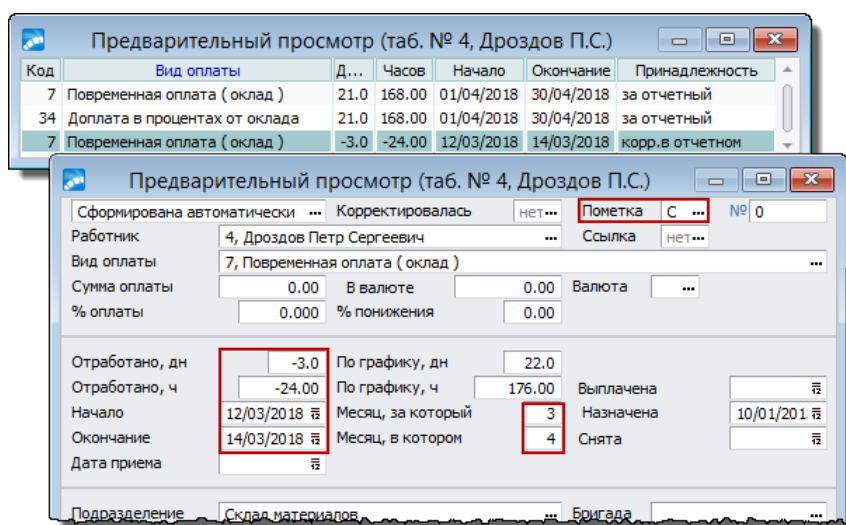 Предварительный просмотр (таб. № 4, Дроздов П.С.)
Код Вид оплаты Д... Часов Начало Окончание Принадлежность
7 Повременная оплата ( оклад ) 21.0 168.00 01/04/2018 30/04/2018 за отчетный
34 Доплата в процентах от оклада 21.0 168.00 01/04/2018 30/04/2018 за отчетный
7 Повременная оплата ( оклад ) -3.0 -24.00 12/03/2018 14/03/2018 корр.в отчетном
Предварительный просмотр (таб. № 4, Дроздов П.С.)
Сформирована автоматически ... Корректировалась нет... Пометка С ... № 0
Работник 4, Дроздов Петр Сергеевич ... Ссылка нет...
Вид оплаты 7, Повременная оплата ( оклад ) ...
Сумма оплаты 0.00 В валюте 0.00 Валюта ...
% оплаты 0.000 % понижения 0.00
Отработано, дн -3.0 По графику, дн 22.0
Отработано, ч -24.00 По графику, ч 176.00 Выплачена
Начало 12/03/2018 Месяц, за который 3 Назначена 10/01/201
Окончание 14/03/2018 Месяц, в котором 4 Снята
Дата приема
Подразделение Склад материалов ... Бригада ...